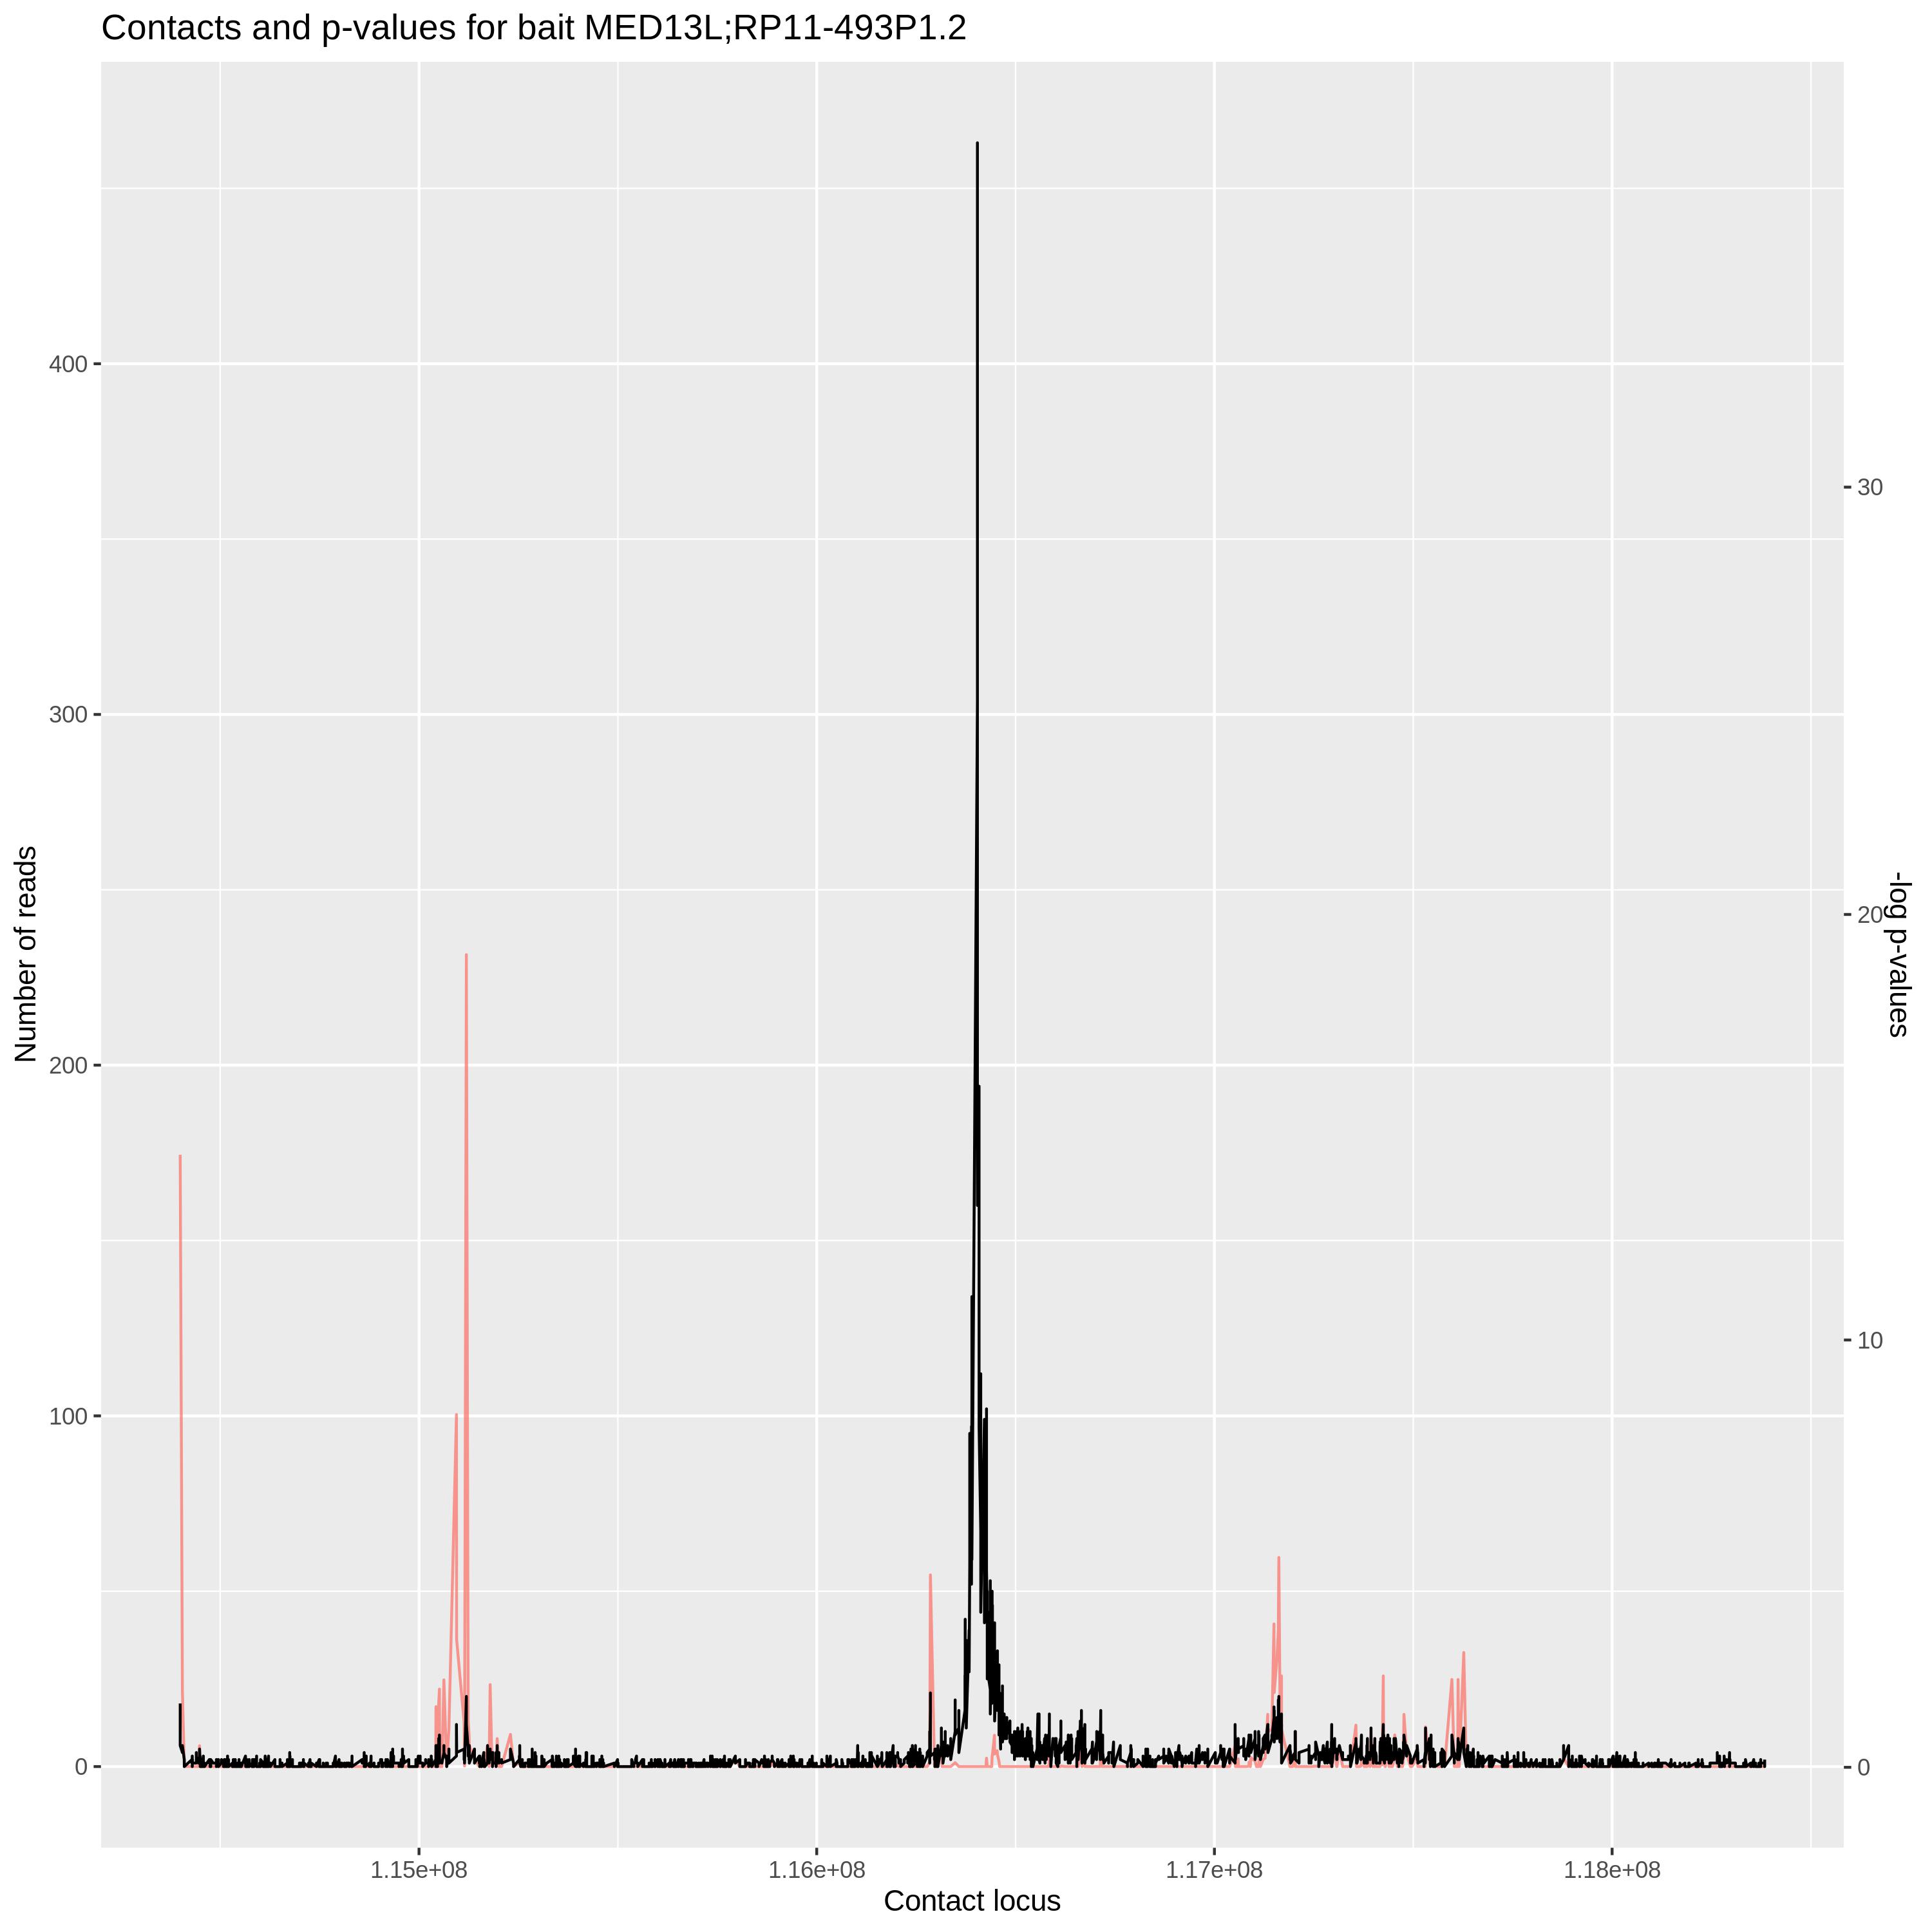 Contacts and p-values for bait MED13L;RP11-493P1.2
400
300
200
100
0
Number of reads
30
20
10
0
-log p-values
1.15e+08
1.16e+08
1.17e+08
1.18e+08
Contact locus